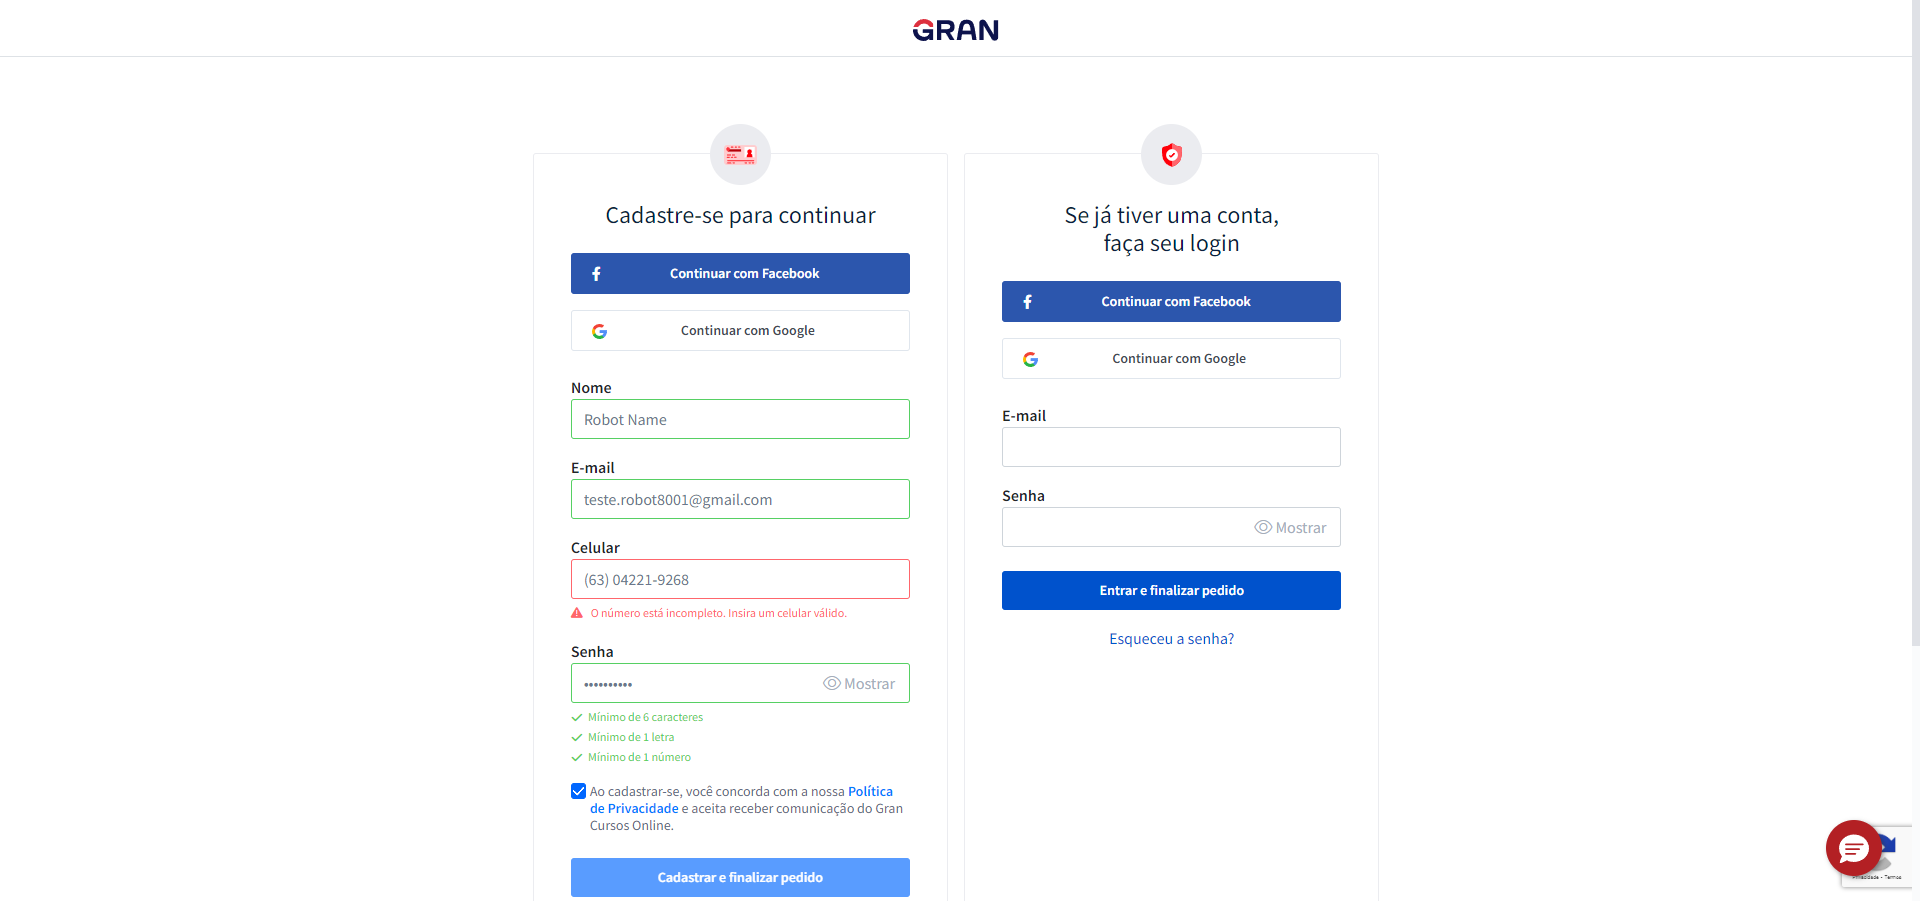 GRAN
Cadastre-se para continuar
Continuar com Facebook
Continuar com Google
Nome
Robot Name
E-mail
teste.robot8001@gmail.com
Celular
(63) 04221-9268
O número está incompleto. Insira um celular válido.
Senha
••••••••••
Mostrar
Mínimo de 6 caracteres
Mínimo de 1 letra
Mínimo de 1 número
Ao cadastrar-se, você concorda com a nossa Política
de Privacidade e aceita receber comunicação do Gran
Cursos Online.
Cadastrar e finalizar pedido
Se já tiver uma conta,
faça seu login
Continuar com Facebook
Continuar com Google
E-mail
Senha
Mostrar
Entrar e finalizar pedido
Esqueceu a senha?
Privacidade - Termos